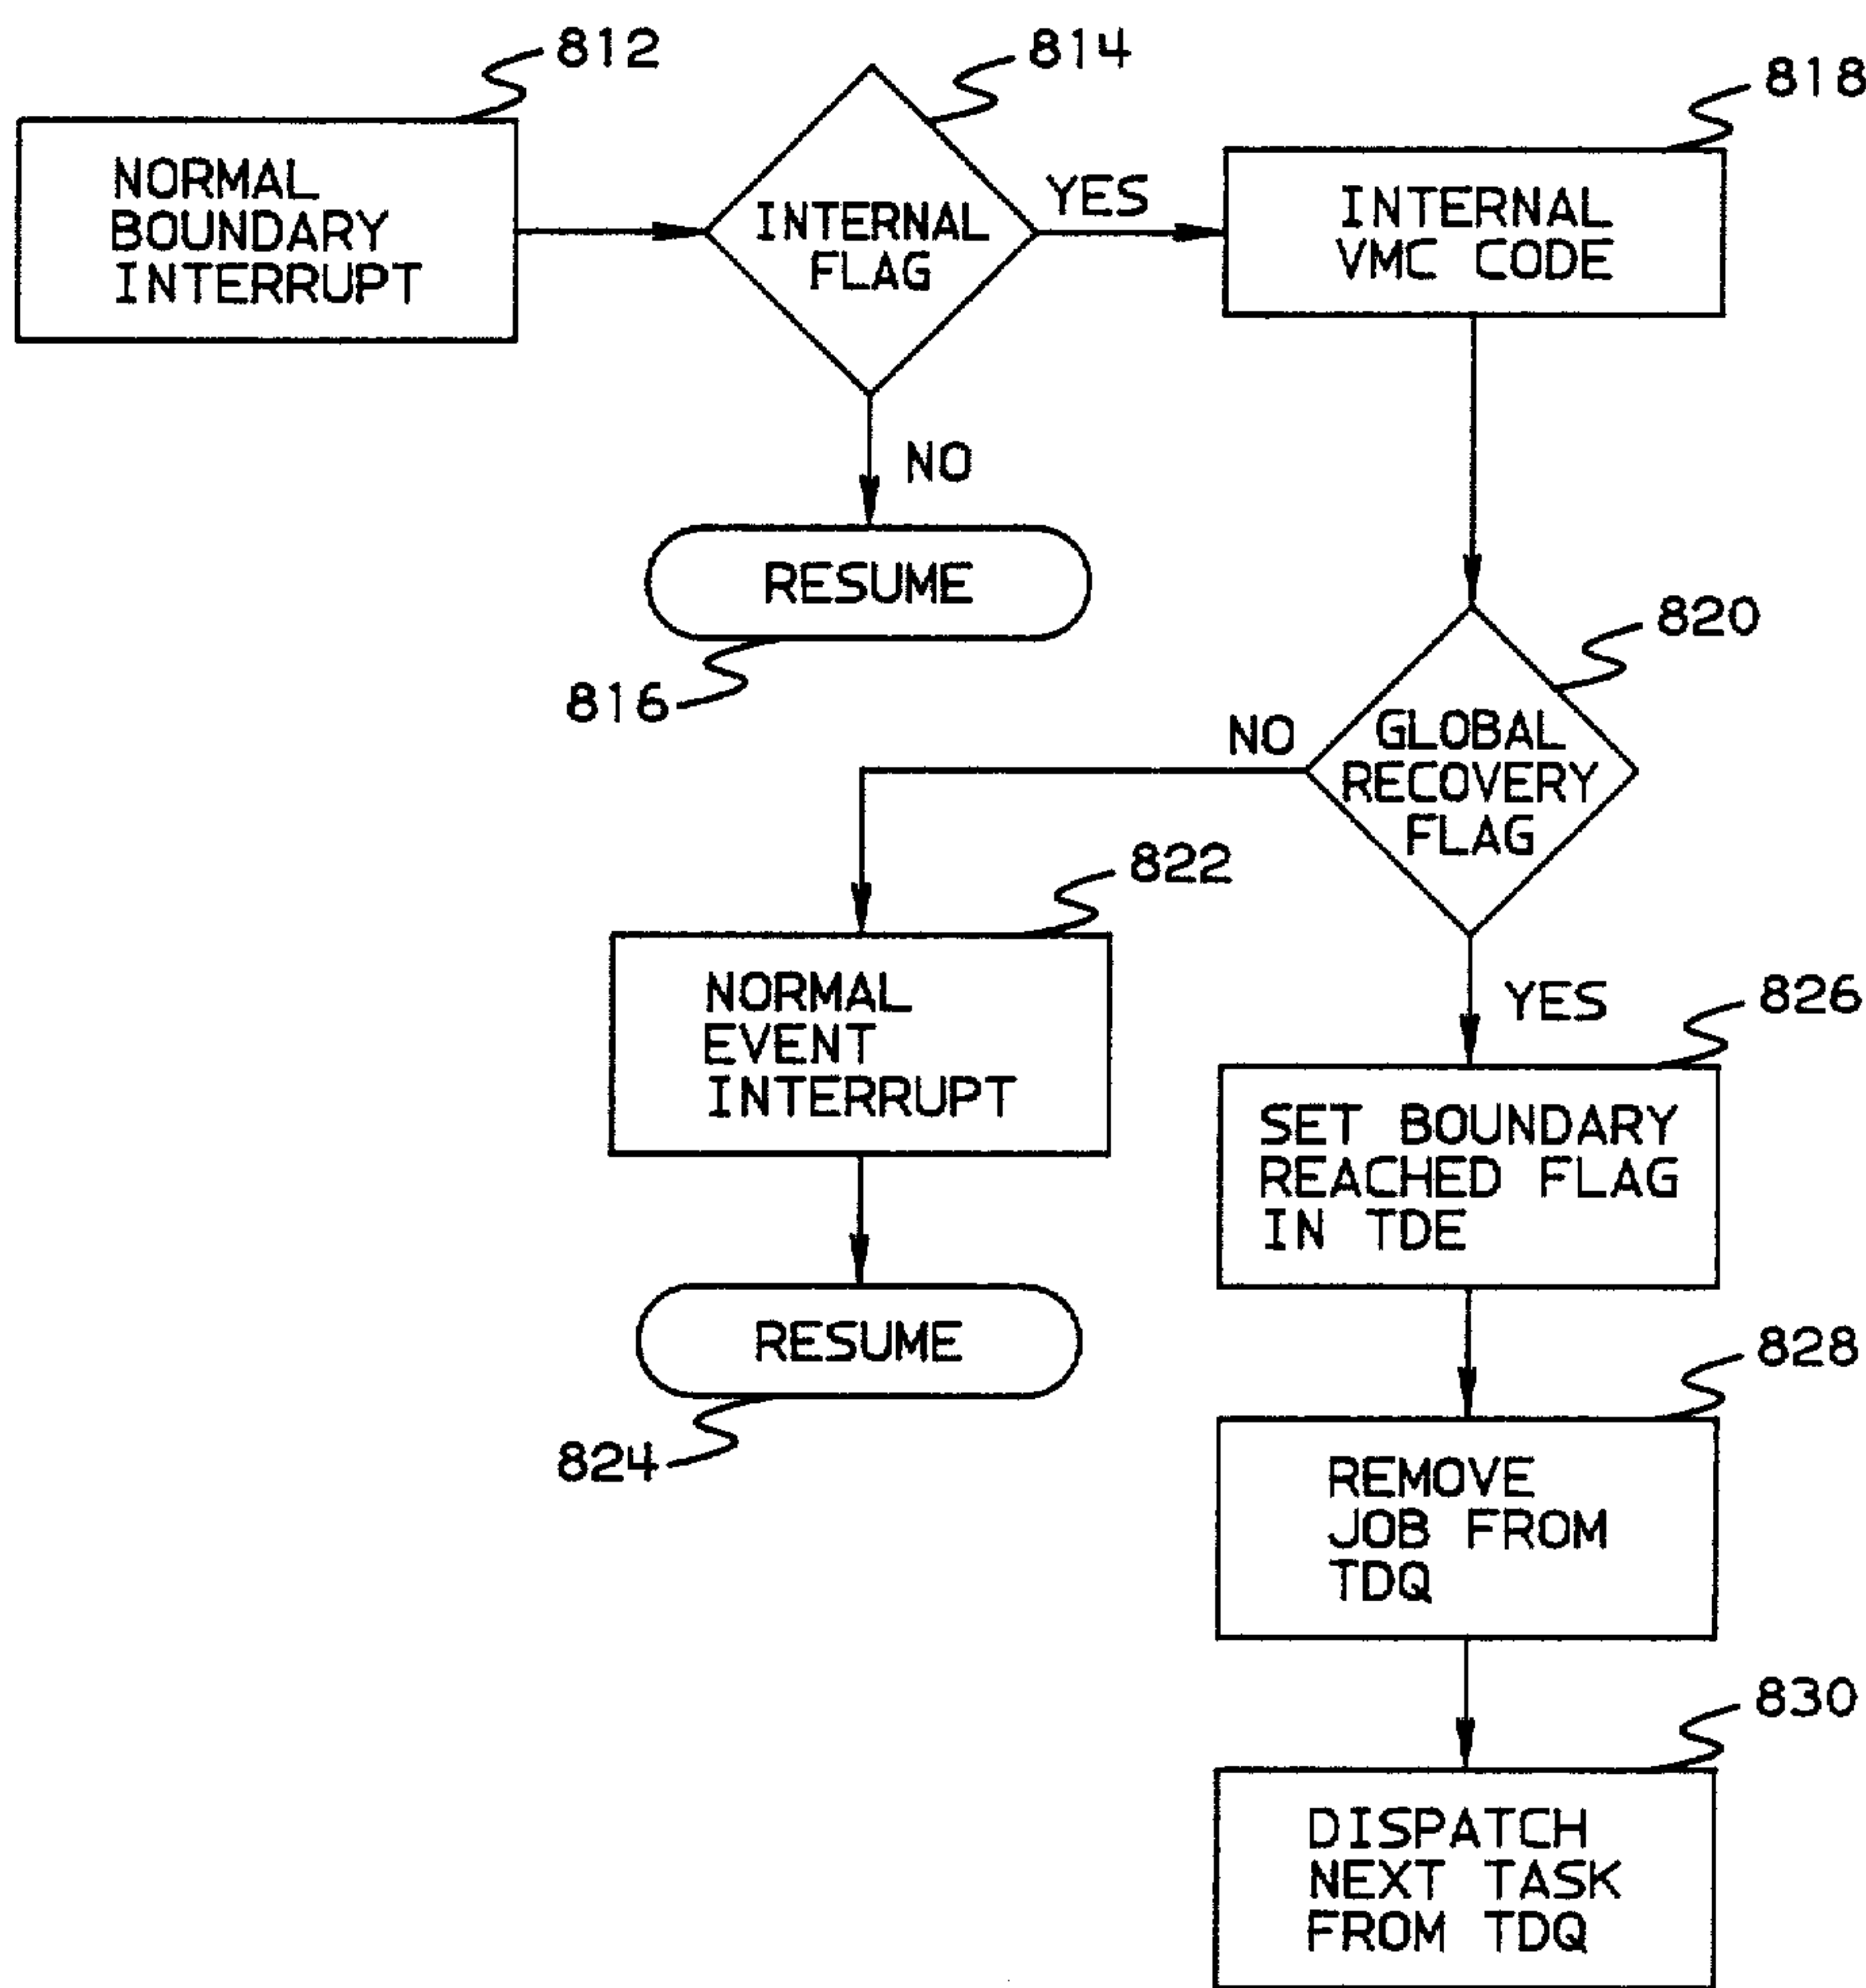 812
814
818
NORMAL
BOUNDARY
INTERRUPT
INTERNAL
FLAG
YES
INTERNAL
VMC CODE
NO
RESUME
816
820
GLOBAL
RECOVERY
FLAG
NO
822
NORMAL
EVENT
INTERRUPT
YES
826
SET BOUNDARY
REACHED FLAG
IN TDE
RESUME
824
828
REMOVE
JOB FROM
TDQ
830
DISPATCH
NEXT TASK
FROM TDQ